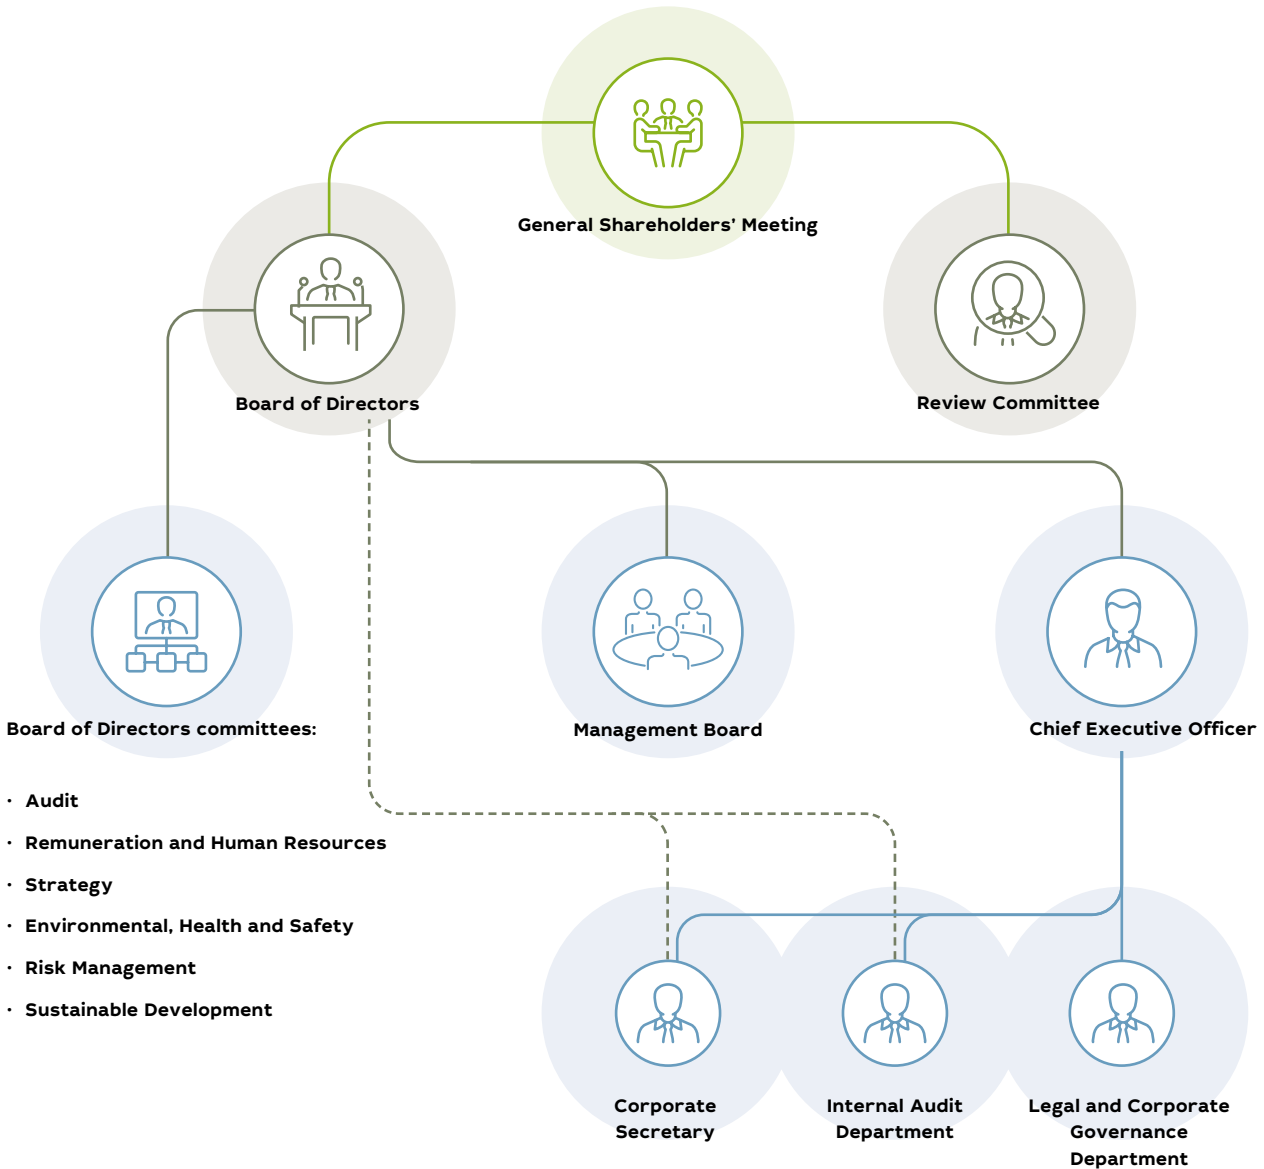 General Shareholders’ Meeting
Board of Directors
Review Committee
Board of Directors committees:
Management Board
Chief Executive Officer
· Audit
· Remuneration and Human Resources
· Strategy
· Environmental, Health and Safety
· Risk Management
· Sustainable Development
Corporate
Secretary
Internal Audit
Department
Legal and Corporate
Governance
Department